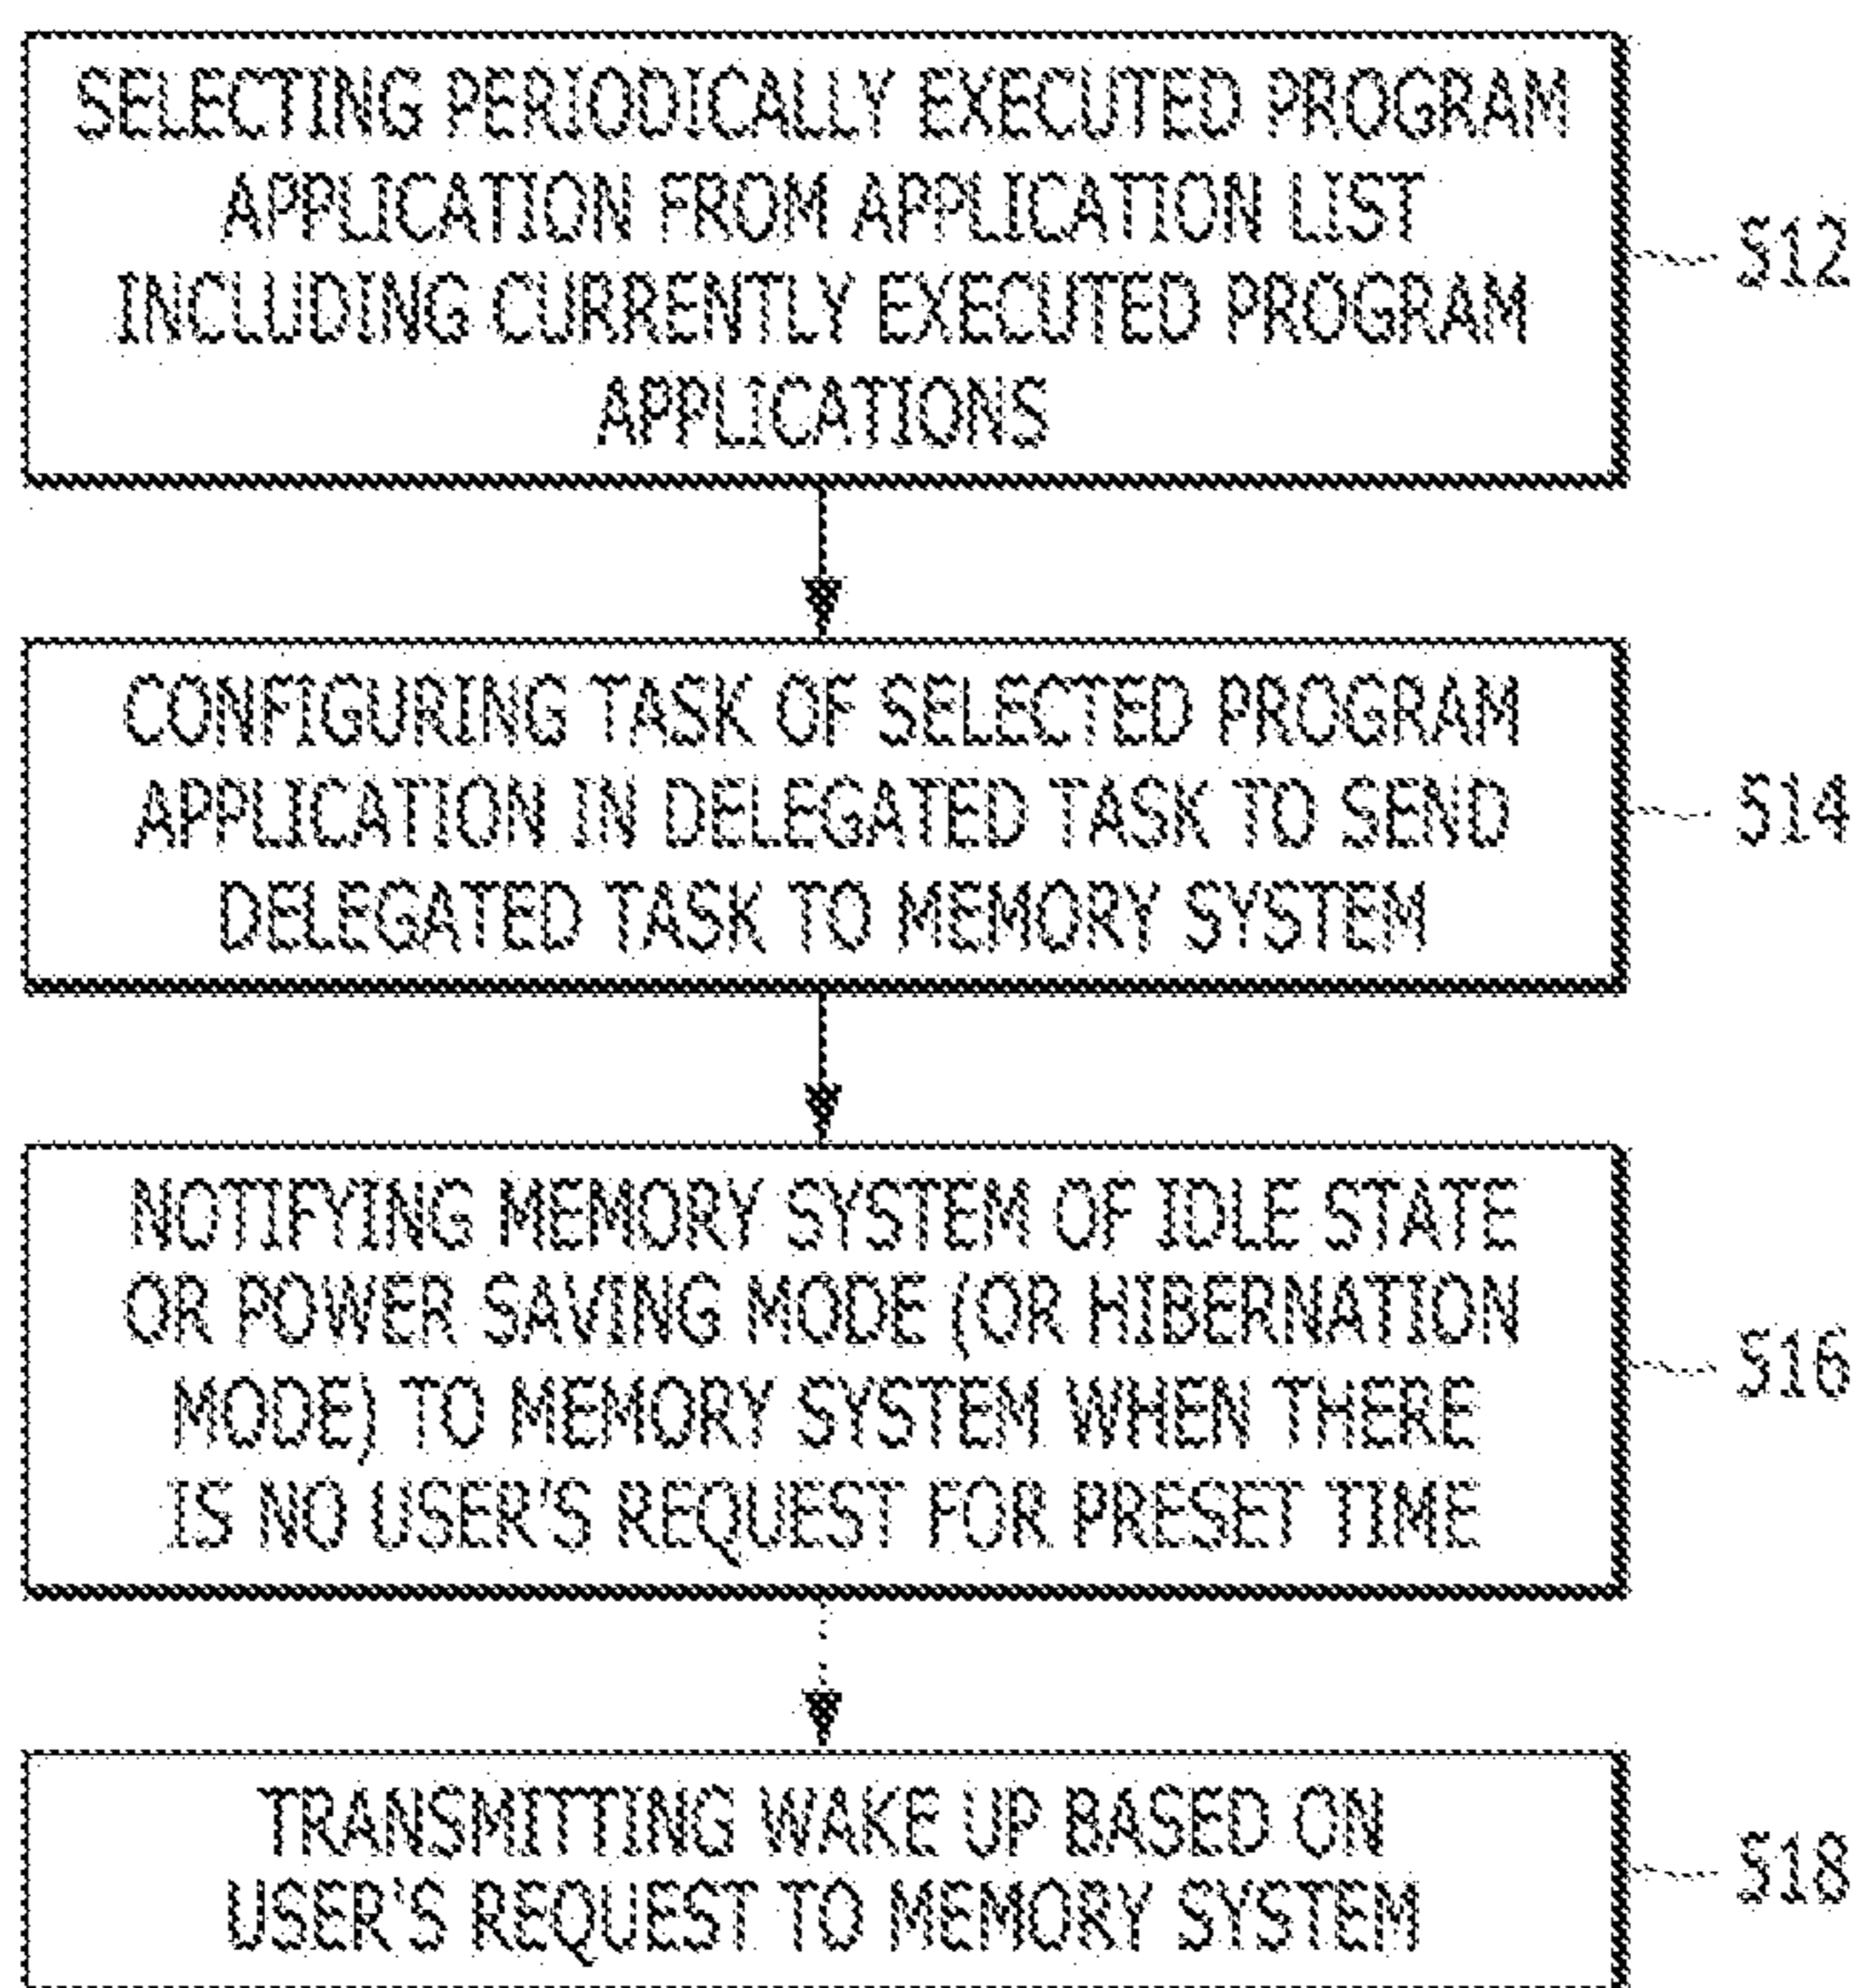 SELECTING PERIODICALLY EXECUTED PROGRAM
APPLICATION FROM APPLICATION LIST
INCLUDING CURRENTLY EXECUTED PROGRAM
APPLICATIONS
S12
CONFIGURING TASK OF SELECTED PROGRAM
APPLICATION IN DELEGATED TASK TO SEND
DELEGATED TASK TO MEMORY SYSTEM
S14
NOTIFYING MEMORY SYSTEM OF IDLE STATE
OR POWER SAVING MODE (OR HIBERNATION
MODE) TO MEMORY SYSTEM WHEN THERE
IS NO USER'S REQUEST FOR PRESET TIME
S16
TRANSMITTING WAKE UP BASED ON
USER'S REQUEST TO MEMORY SYSTEM
S18